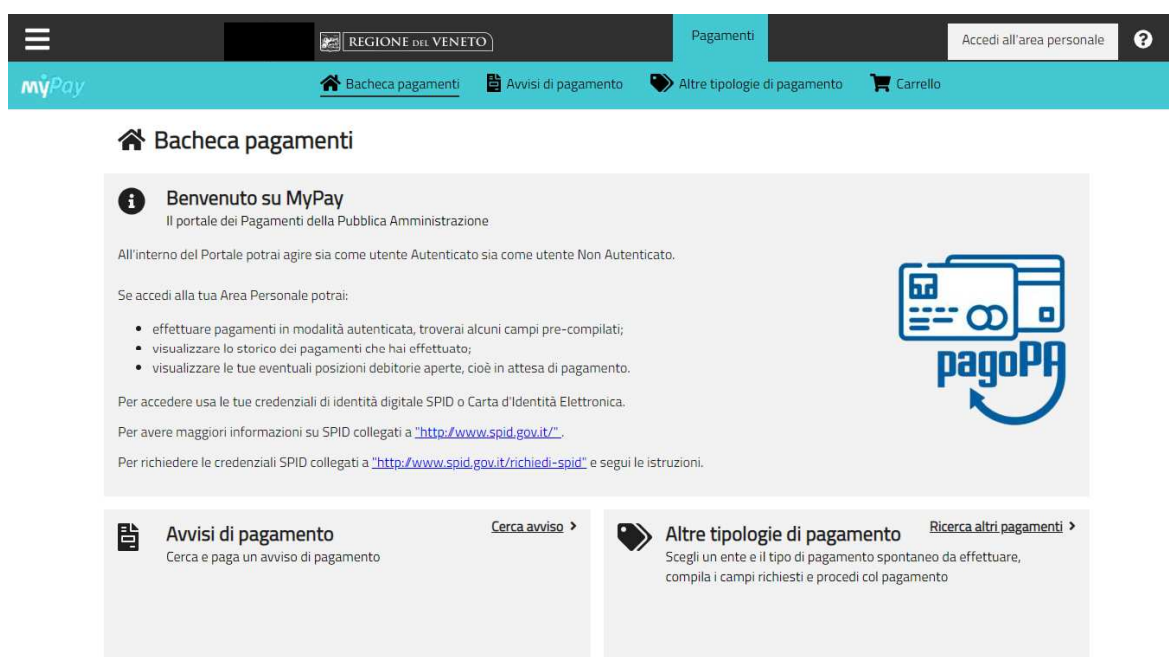 REGIONE DEL VENETO
Pagamenti
Accedi all'area personale
?
myPay
Bacheca pagamenti
Avvisi di pagamento
Altre tipologie di pagamento
Carrello
Bacheca pagamenti
Benvenuto su MyPay
Il portale dei Pagamenti della Pubblica Amministrazione
All'interno del Portale potrai agire sia come utente Autenticato sia come utente Non Autenticato.
Se accedi alla tua Area Personale potrai:
• effettuare pagamenti in modalità autenticata, troverai alcuni campi pre-compilati;
• visualizzare lo storico dei pagamenti che hai effettuato;
• visualizzare le tue eventuali posizioni debitorie aperte, cioè in attesa di pagamento.
Per accedere usa le tue credenziali di identità digitale SPID o Carta d'Identità Elettronica.
Per avere maggiori informazioni su SPID collegati a "http://www.spid.gov.it/" .
Per richiedere le credenziali SPID collegati a "http://www.spid.gov.it/richiedi-spid" e segui le istruzioni.
pagoPA
Avvisi di pagamento
Cerca avviso >
Cerca e paga un avviso di pagamento
Altre tipologie di pagamento
Ricerca altri pagamenti >
Scegli un ente e il tipo di pagamento spontaneo da effettuare,
compila i campi richiesti e procedi col pagamento